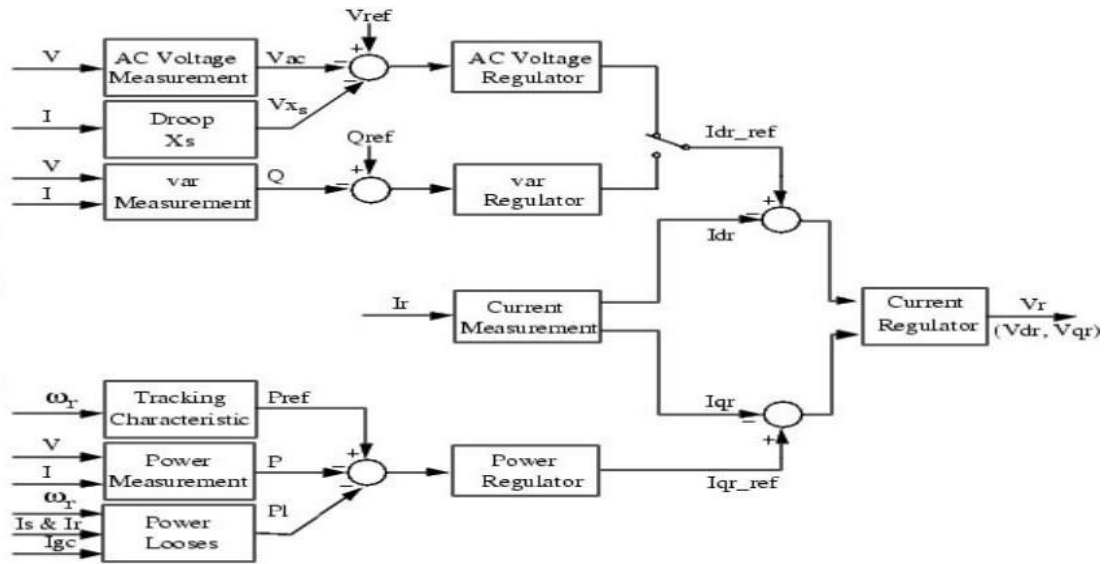 Vref
V
AC Voltage
Measurement
Vac
AC Voltage
Regulator
I
Droop
Xs
Vxs
Qref
Idr_ref
V
I
var
Measurement
Q
var
Regulator
Idr
Ir
Current
Measurement
Current
Regulator
Vr
(Vdr, Vqr)
ωr
Tracking
Characteristic
Pref
Iqr
V
I
Power
Measurement
P
Power
Regulator
Iqr_ref
ωr
Is & Ir
Igc
Power
Looses
Pl